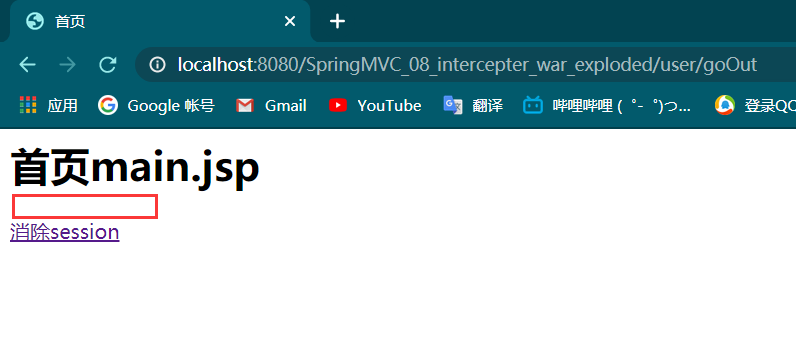 首页
localhost:8080/SpringMVC_08_intercepter_war_exploded/user/goOut
应用 Google 帐号 Gmail YouTube 翻译 哔哩哔哩 (゜-゜)つ... 登录QQ
首页main.jsp
消除session